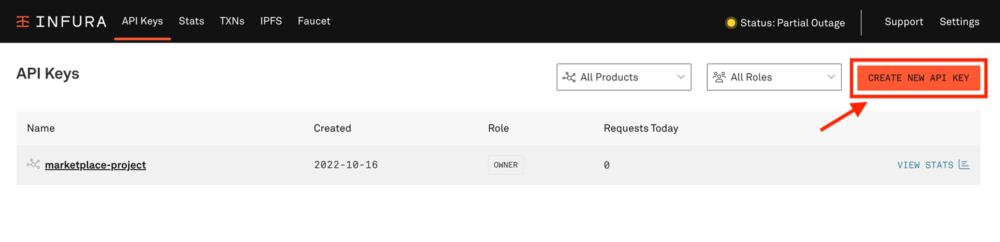 INFURA API Keys Stats TXNs IPFS Faucet Status: Partial Outage Support Settings
API Keys All Products All Roles CREATE NEW API KEY
Name Created Role Requests Today
marketplace-project 2022-10-16 OWNER 0 VIEW STATS